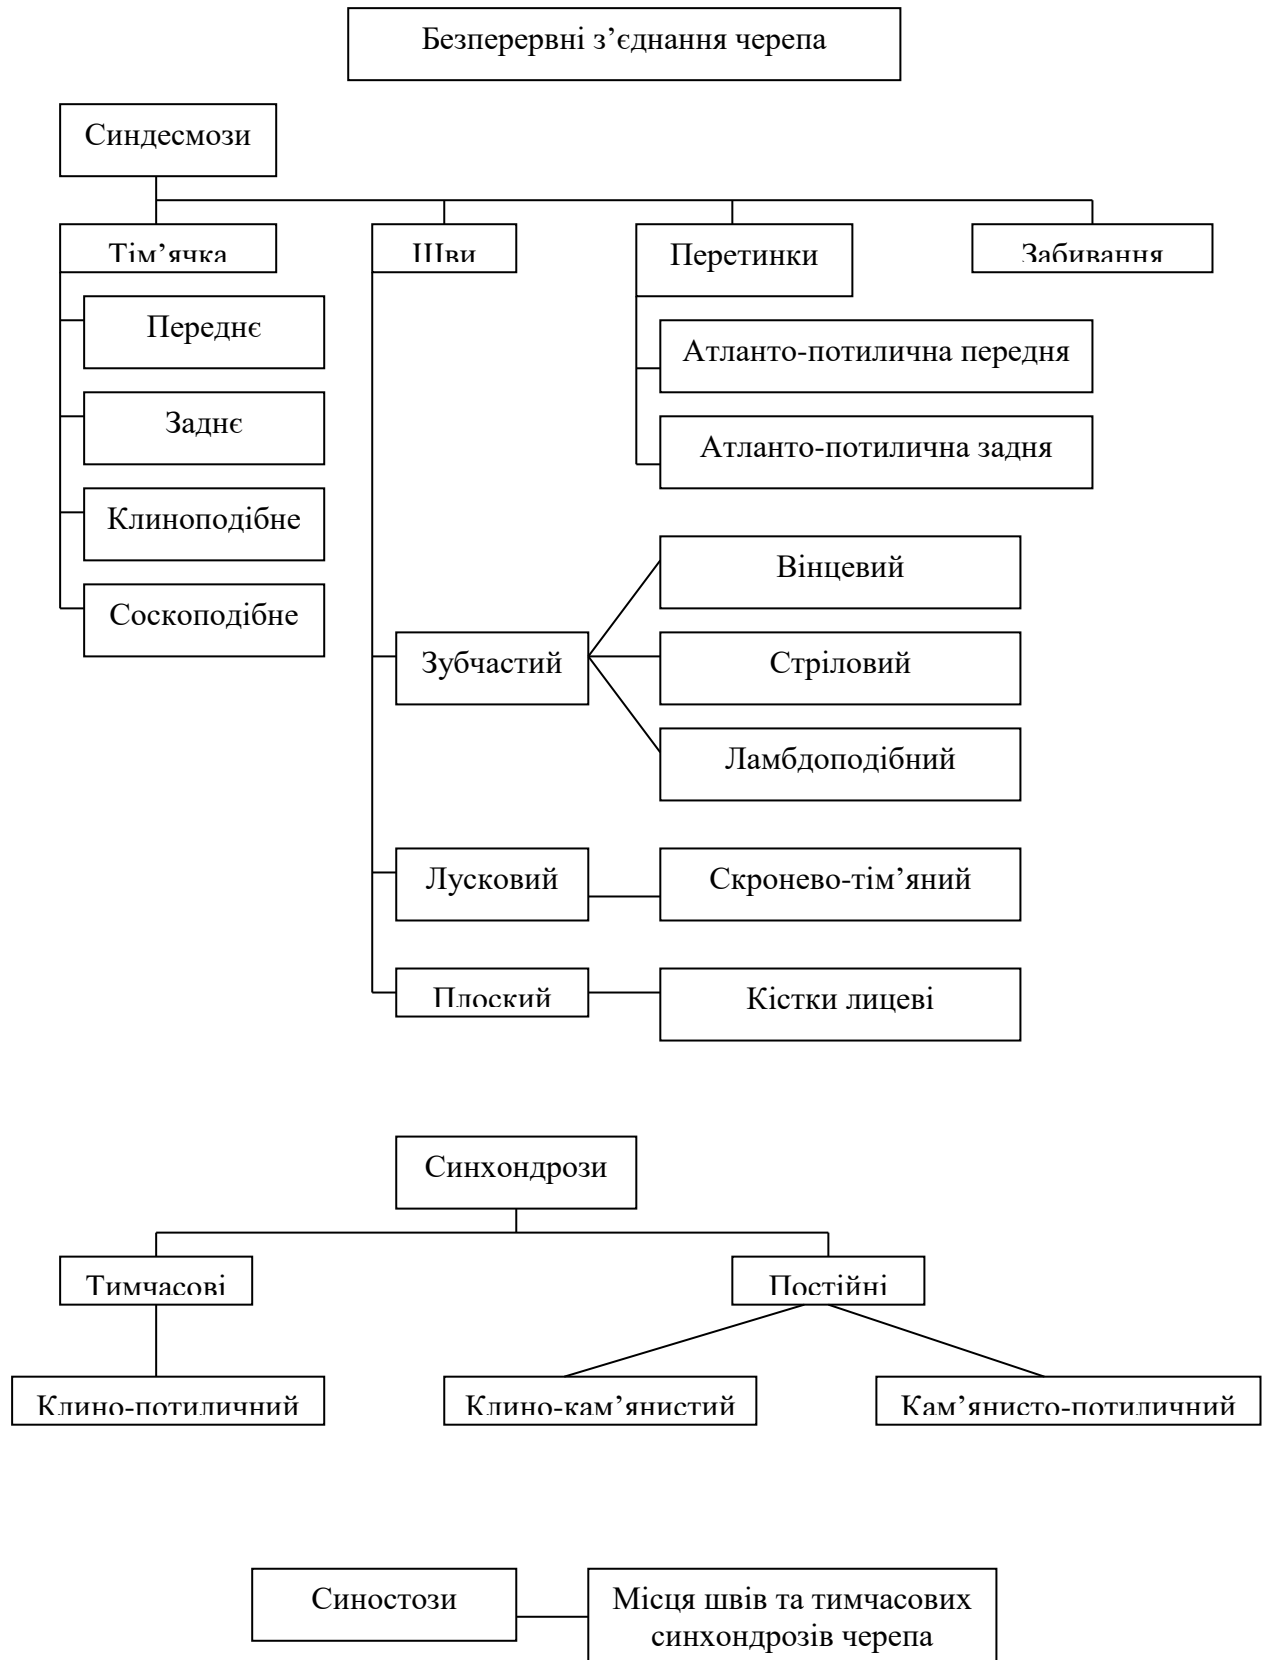 Безперервні з’єднання черепа
Синдесмози
Тім’ячка
Шви
Перетинки
Забивання
Переднє
Заднє
Клиноподібне
Соскоподібне
Атланто-потилична передня
Атланто-потилична задня
Зубчастий
Вінцевий
Стріловий
Ламбдоподібний
Лусковий
Скронево-тім’яний
Плоский
Кістки лицеві
Синхондрози
Тимчасові
Постійні
Клино-потиличний
Клино-кам’янистий
Кам’янисто-потиличний
Синостози
Місця швів та тимчасових
синхондрозів черепа